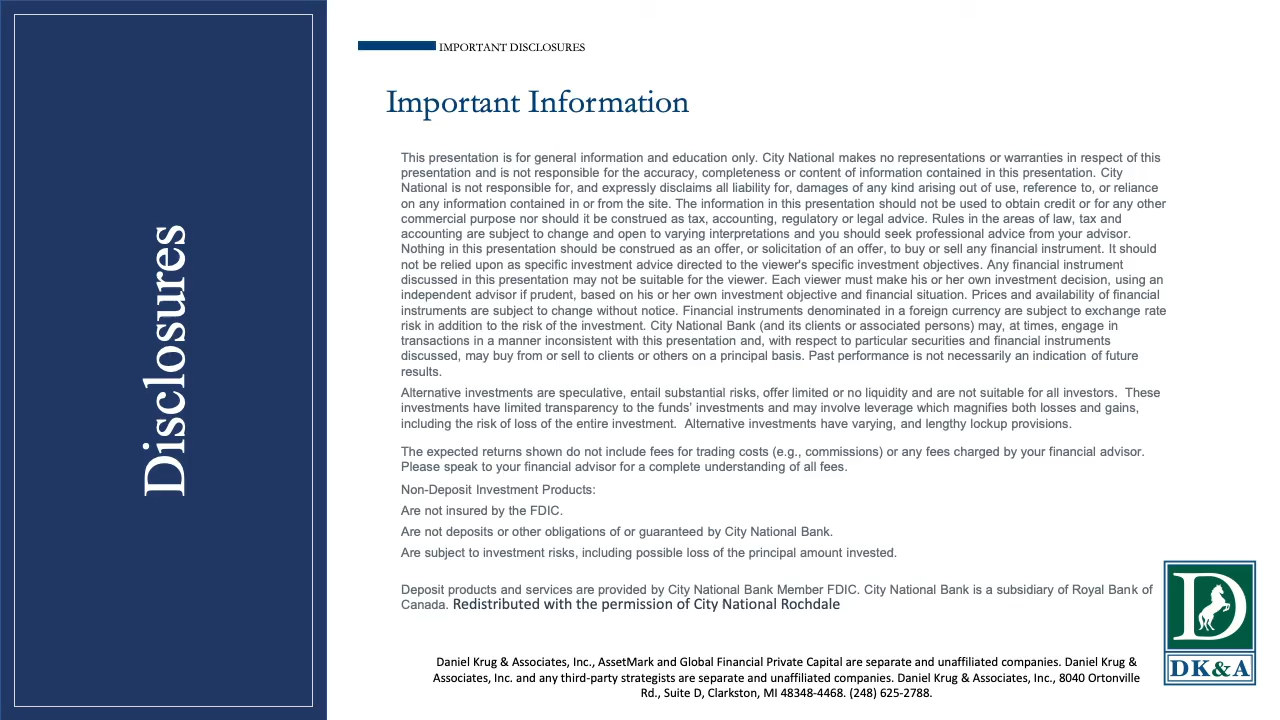 Disclosures
IMPORTANT DISCLOSURES
Important Information
This presentation is for general information and education only. City National makes no representations or warranties in respect of this
presentation and is not responsible for the accuracy, completeness or content of information contained in this presentation. City
National is not responsible for, and expressly disclaims all liability for, damages of any kind arising out of use, reference to, or reliance
on any information contained in or from the site. The information in this presentation should not be used to obtain credit or for any other
commercial purpose nor should it be construed as tax, accounting, regulatory or legal advice. Rules in the areas of law, tax and
accounting are subject to change and open to varying interpretations and you should seek professional advice from your advisor.
Nothing in this presentation should be construed as an offer, or solicitation of an offer, to buy or sell any financial instrument. It should
not be relied upon as specific investment advice directed to the viewer's specific investment objectives. Any financial instrument
discussed in this presentation may not be suitable for the viewer. Each viewer must make his or her own investment decision, using an
independent advisor if prudent, based on his or her own investment objective and financial situation. Prices and availability of financial
instruments are subject to change without notice. Financial instruments denominated in a foreign currency are subject to exchange rate
risk in addition to the risk of the investment. City National Bank (and its clients or associated persons) may, at times, engage in
transactions in a manner inconsistent with this presentation and, with respect to particular securities and financial instruments
discussed, may buy from or sell to clients or others on a principal basis. Past performance is not necessarily an indication of future
results.
Alternative investments are speculative, entail substantial risks, offer limited or no liquidity and are not suitable for all investors.  These
investments have limited transparency to the funds’ investments and may involve leverage which magnifies both losses and gains,
including the risk of loss of the entire investment.  Alternative investments have varying, and lengthy lockup provisions.
The expected returns shown do not include fees for trading costs (e.g., commissions) or any fees charged by your financial advisor.
Please speak to your financial advisor for a complete understanding of all fees.
Non-Deposit Investment Products:
Are not insured by the FDIC.
Are not deposits or other obligations of or guaranteed by City National Bank.
Are subject to investment risks, including possible loss of the principal amount invested.
Deposit products and services are provided by City National Bank Member FDIC. City National Bank is a subsidiary of Royal Bank of
Canada. Redistributed with the permission of City National Rochdale
D
DK&A
Daniel Krug & Associates, Inc., AssetMark and Global Financial Private Capital are separate and unaffiliated companies. Daniel Krug &
Associates, Inc. and any third-party strategists are separate and unaffiliated companies. Daniel Krug & Associates, Inc., 8040 Ortonville
Rd., Suite D, Clarkston, MI 48348-4468. (248) 625-2788.